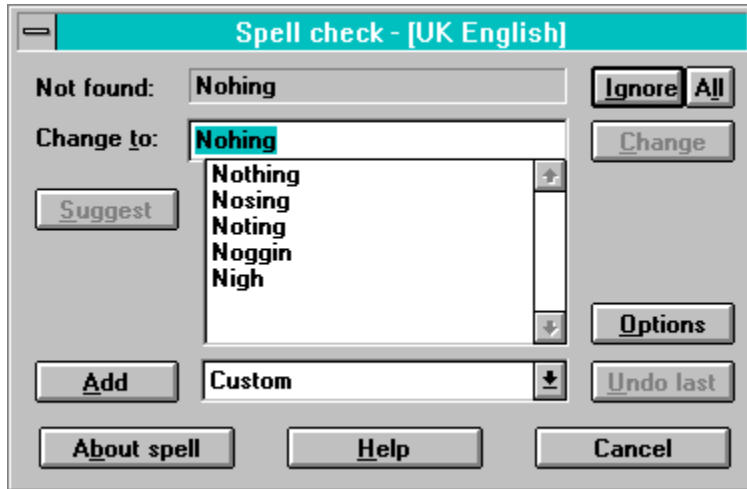 Spell check - [UK English]
Not found: Nohing Ignore All
Change to: Nohing Change
Nothing
Suggest Nosing
Noting
Noggin
Nigh
Options
Add Custom Undo last
About spell Help Cancel